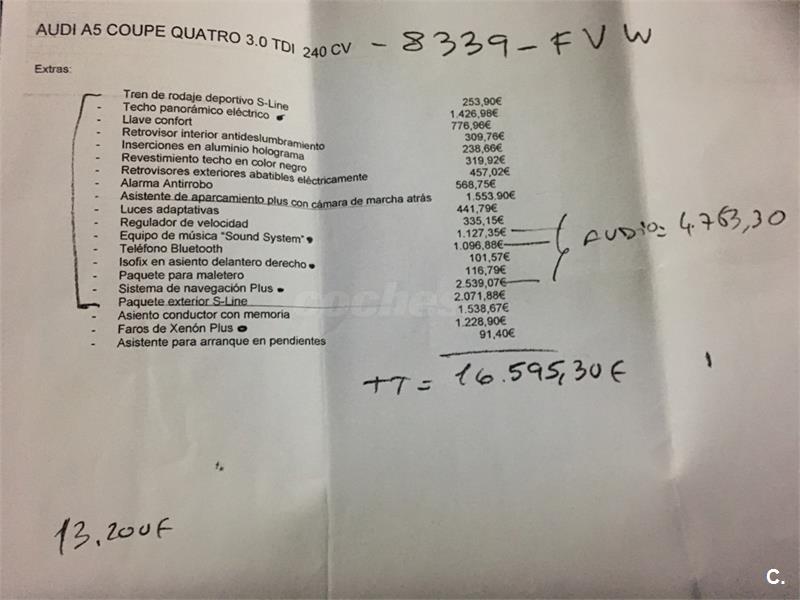 AUDI A5 COUPE QUATRO 3.0 TDI 240 CV - 8339-FVW
Extras:
- Tren de rodaje deportivo S-Line 253,90€
- Techo panorámico eléctrico 1.426,98€
- Llave confort 776,96€
- Retrovisor interior antideslumbramiento 309,76€
- Inserciones en aluminio holograma 238,66€
- Revestimiento techo en color negro 319,92€
- Retrovisores exteriores abatibles eléctricamente 457,02€
- Alarma Antirrobo 568,75€
- Asistente de aparcamiento plus con cámara de marcha atrás 1.553,90€
- Luces adaptativas 441,79€
- Regulador de velocidad 335,15€
- Equipo de música "Sound System" 1.127,35€
- Teléfono Bluetooth 1.096,88€
- Isofix en asiento delantero derecho 101,57€
- Paquete para maletero 116,79€
- Sistema de navegación Plus 2.539,07€
- Paquete exterior S-Line 2.071,88€
- Asiento conductor con memoria 1.538,67€
- Faros de Xenón Plus 1.228,90€
- Asistente para arranque en pendientes 91,40€
AUDIO= 4.763,30
TT = 16.595,30€
13.200€
coches
C.